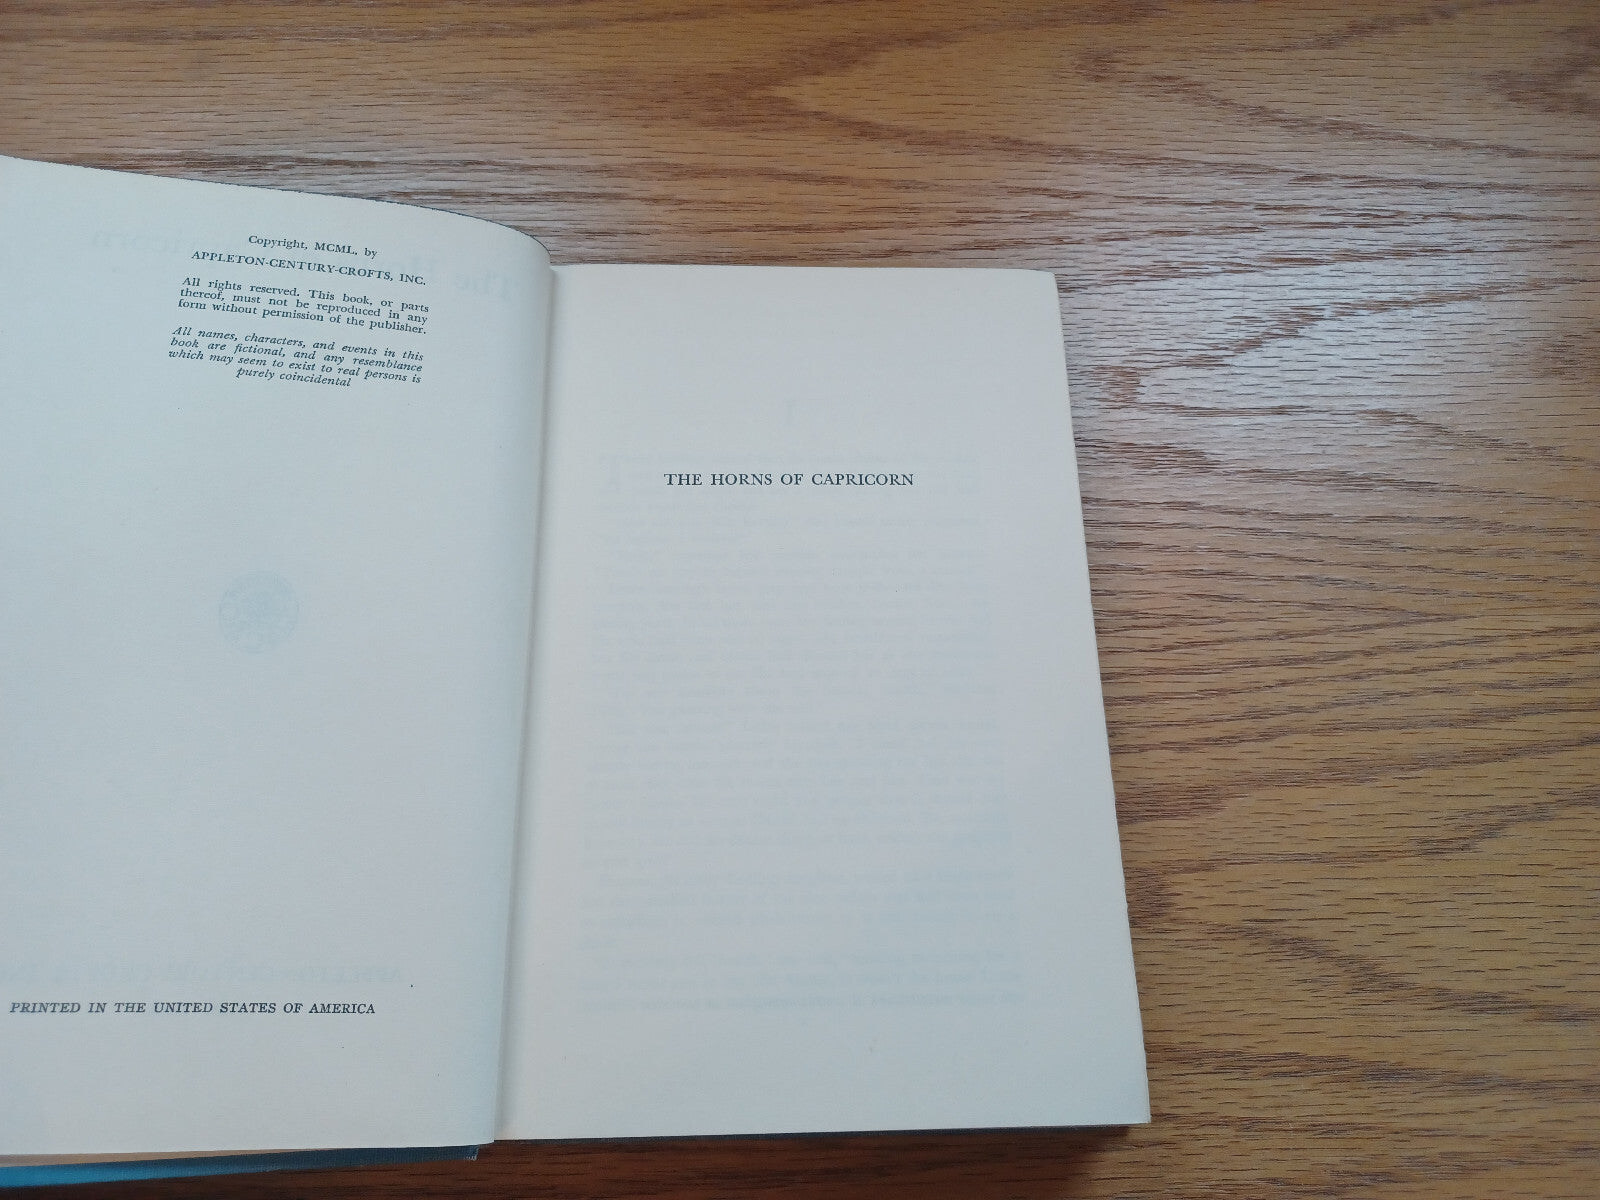 Copyright, MCML, by
APPLETON-CENTURY-CROFTS, INC.
All rights reserved. This book, or parts
thereof, must not be reproduced in any
form without permission of the publisher.
All names, characters, and events in this
book are fictional, and any resemblance
which may seem to exist to real persons is
purely coincidental
PRINTED IN THE UNITED STATES OF AMERICA
THE HORNS OF CAPRICORN